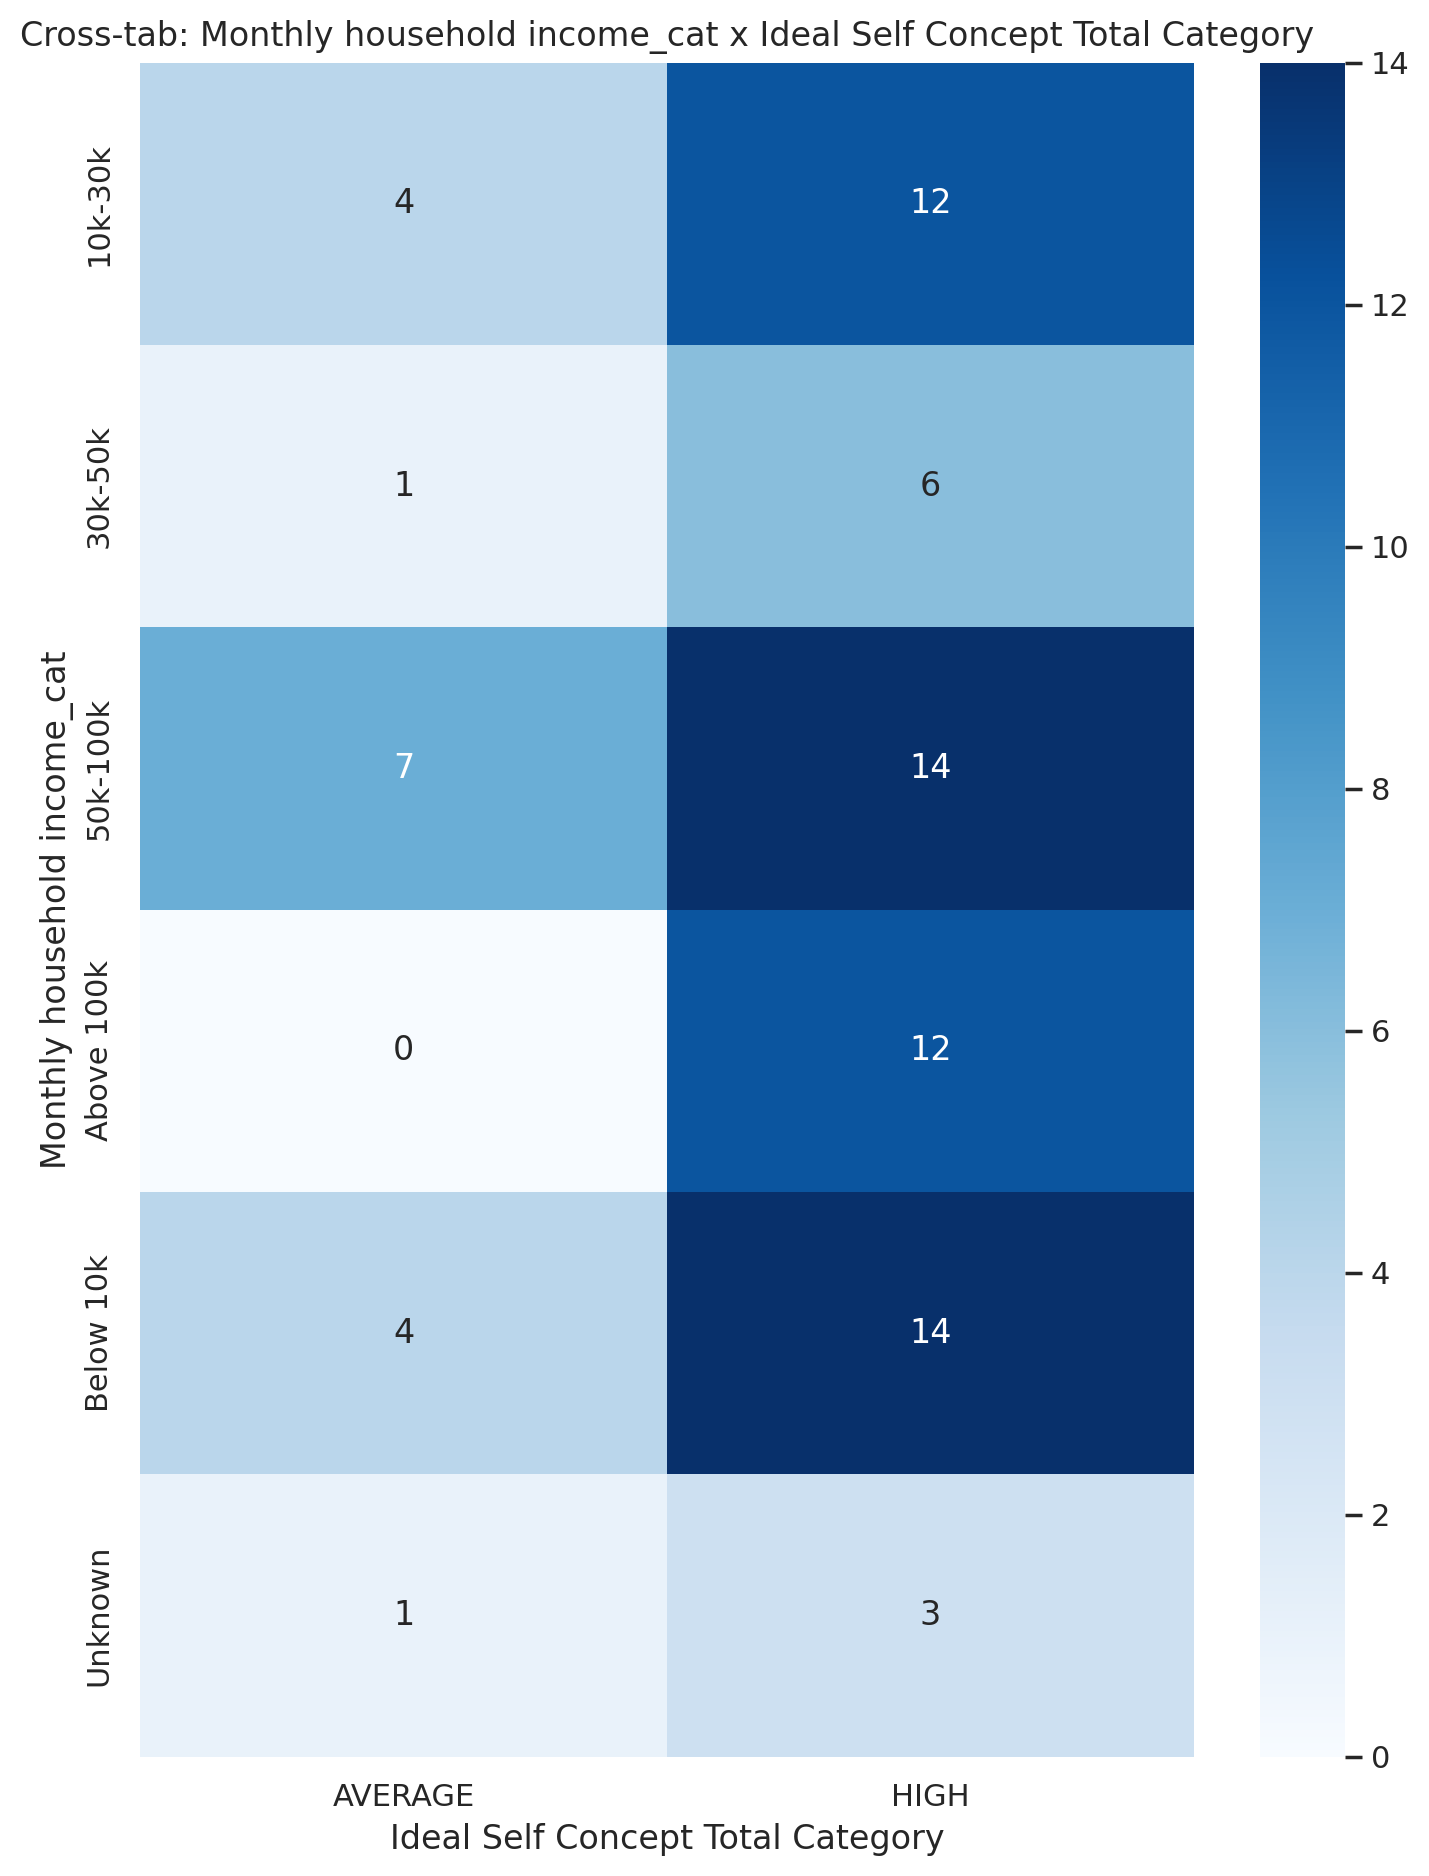 Cross-tab: Monthly household income_cat x Ideal Self Concept Total Category
Monthly household income_cat
10k-30k
4
12
30k-50k
1
6
50k-100k
7
14
Above 100k
0
12
Below 10k
4
14
Unknown
1
3
AVERAGE
HIGH
Ideal Self Concept Total Category
14
12
10
8
6
4
2
0